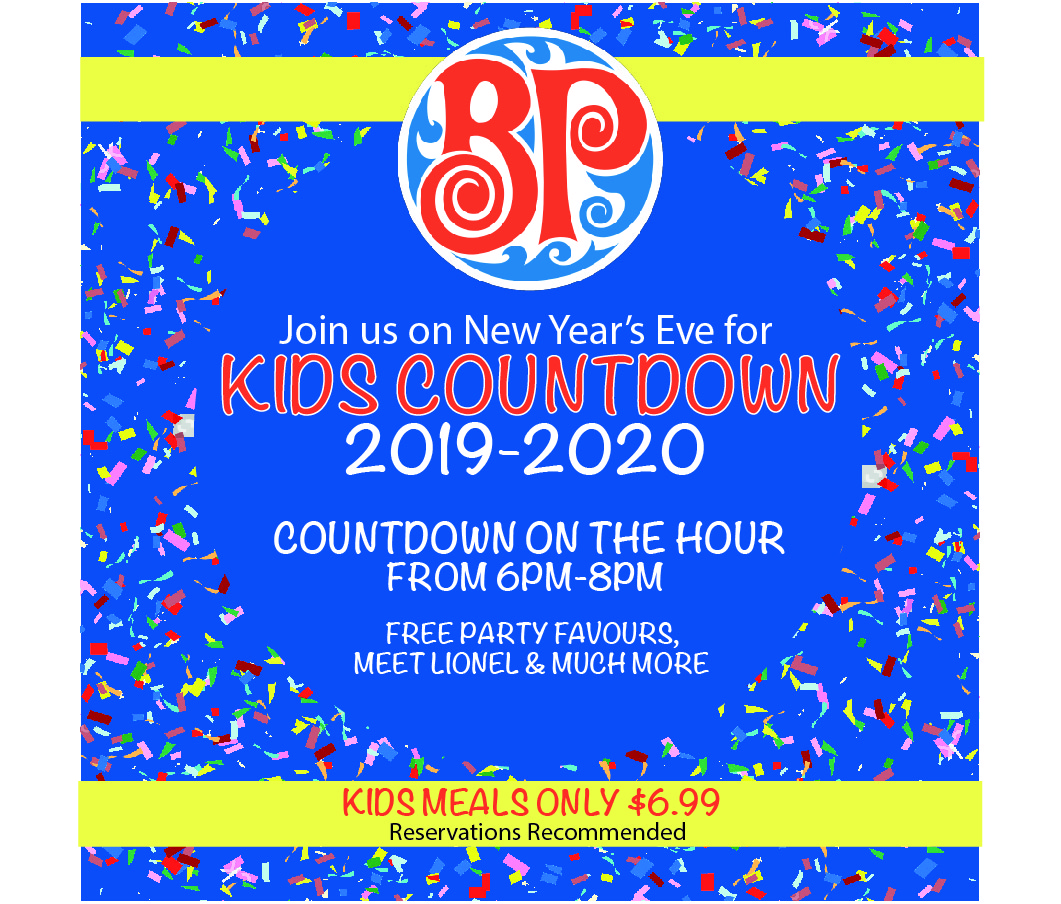 BP
Join us on New Year's Eve for
KIDS COUNTDOWN
2019-2020
COUNTDOWN ON THE HOUR
FROM 6PM-8PM
FREE PARTY FAVOURS,
MEET LIONEL & MUCH MORE
KIDS MEALS ONLY $6.99
Reservations Recommended